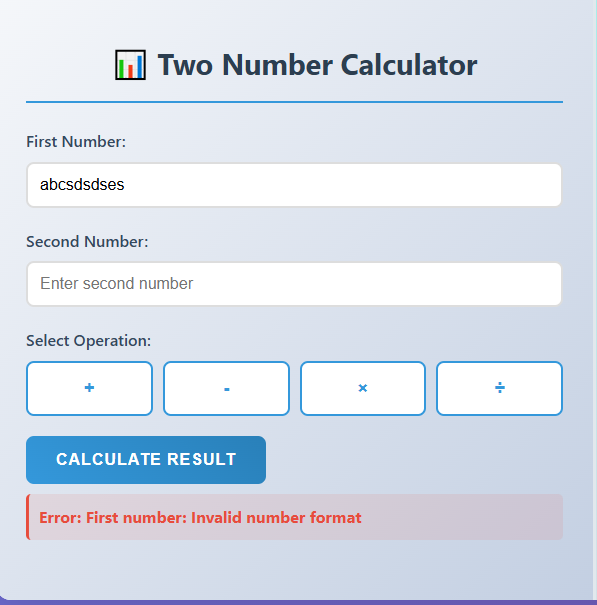 Two Number Calculator
First Number:
abcsdsdses
Second Number:
Enter second number
Select Operation:
+ - × ÷
CALCULATE RESULT
Error: First number: Invalid number format